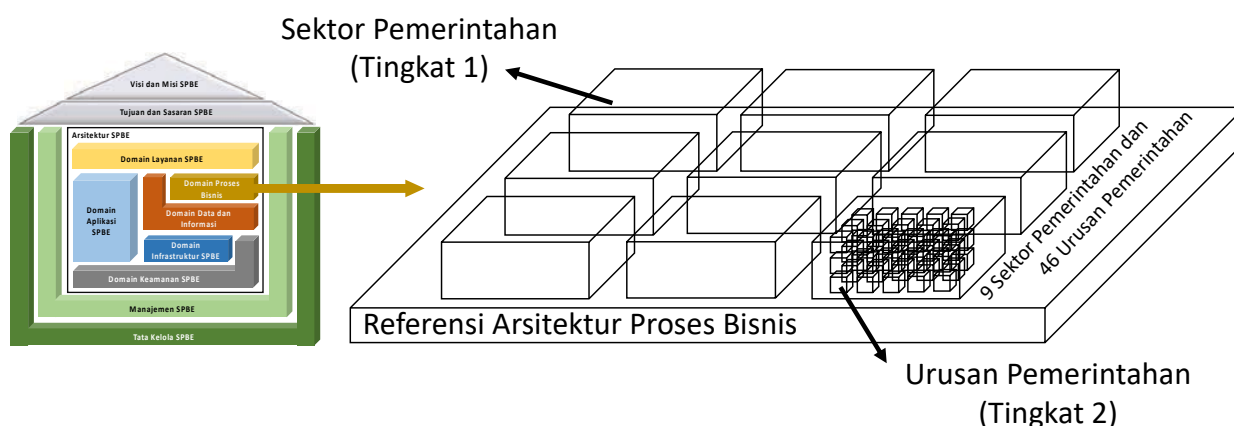 Sektor Pemerintahan
(Tingkat 1)
Visi dan Misi SPBE
Tujuan dan Sasaran SPBE
Arsitektur SPBE
Domain Layanan SPBE
Domain Aplikasi SPBE
Domain Proses
Bisnis
Domain Data dan
Informasi
Domain
Infrastruktur SPBE
Domain Keamanan SPBE
Manajemen SPBE
Tata Kelola SPBE
9 Sektor Pemerintahan dan
46 Urusan Pemerintahan
Referensi Arsitektur Proses Bisnis
Urusan Pemerintahan
(Tingkat 2)